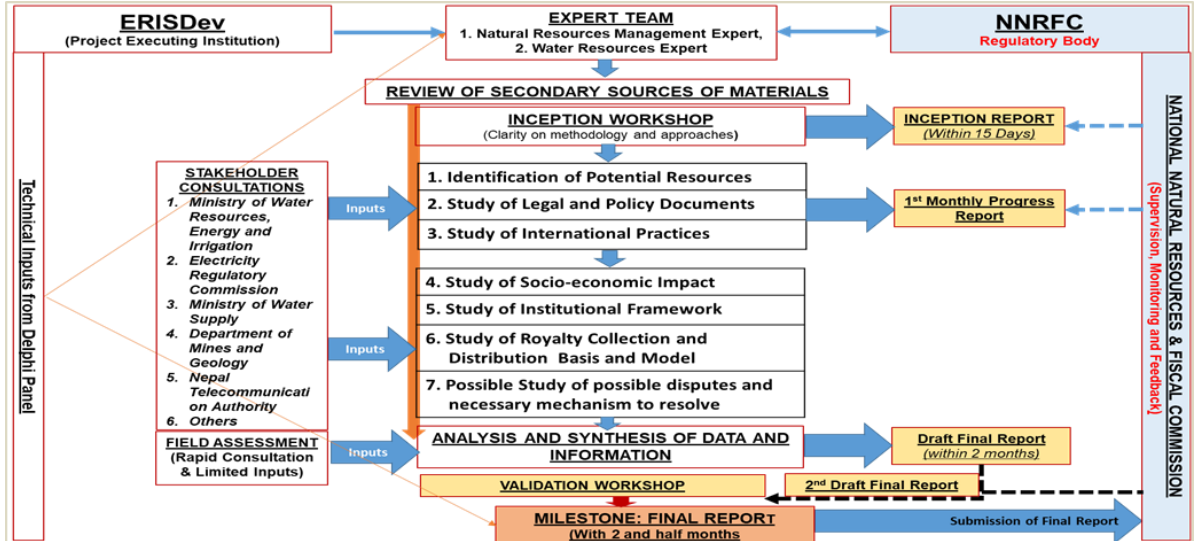 ERISDev
(Project Executing Institution)
EXPERT TEAM
1. Natural Resources Management Expert,
2. Water Resources Expert
NNRFC
Regulatory Body
REVIEW OF SECONDARY SOURCES OF MATERIALS
INCEPTION WORKSHOP
(Clarity on methodology and approaches)
INCEPTION REPORT
(Within 15 Days)
Technical Inputs from Delphi Panel
STAKEHOLDER
CONSULTATIONS
1. Ministry of Water
Resources,
Energy and
Irrigation
2. Electricity
Regulatory
Commission
3. Ministry of Water
Supply
4. Department of
Mines and
Geology
5. Nepal
Telecommunicati
on Authority
6. Others
Inputs
1. Identification of Potential Resources
2. Study of Legal and Policy Documents
3. Study of International Practices
1st Monthly Progress
Report
Inputs
4. Study of Socio-economic Impact
5. Study of Institutional Framework
6. Study of Royalty Collection and
Distribution Basis and Model
7. Possible Study of possible disputes and
necessary mechanism to resolve
FIELD ASSESSMENT
(Rapid Consultation
& Limited Inputs)
Inputs
ANALYSIS AND SYNTHESIS OF DATA AND
INFORMATION
Draft Final Report
(within 2 months)
VALIDATION WORKSHOP
2nd Draft Final Report
MILESTONE: FINAL REPORT
(With 2 and half months
Submission of Final Report
NATIONAL NATURAL RESOURCES & FISCAL COMMISSION
(Supervision, Monitoring and Feedback)